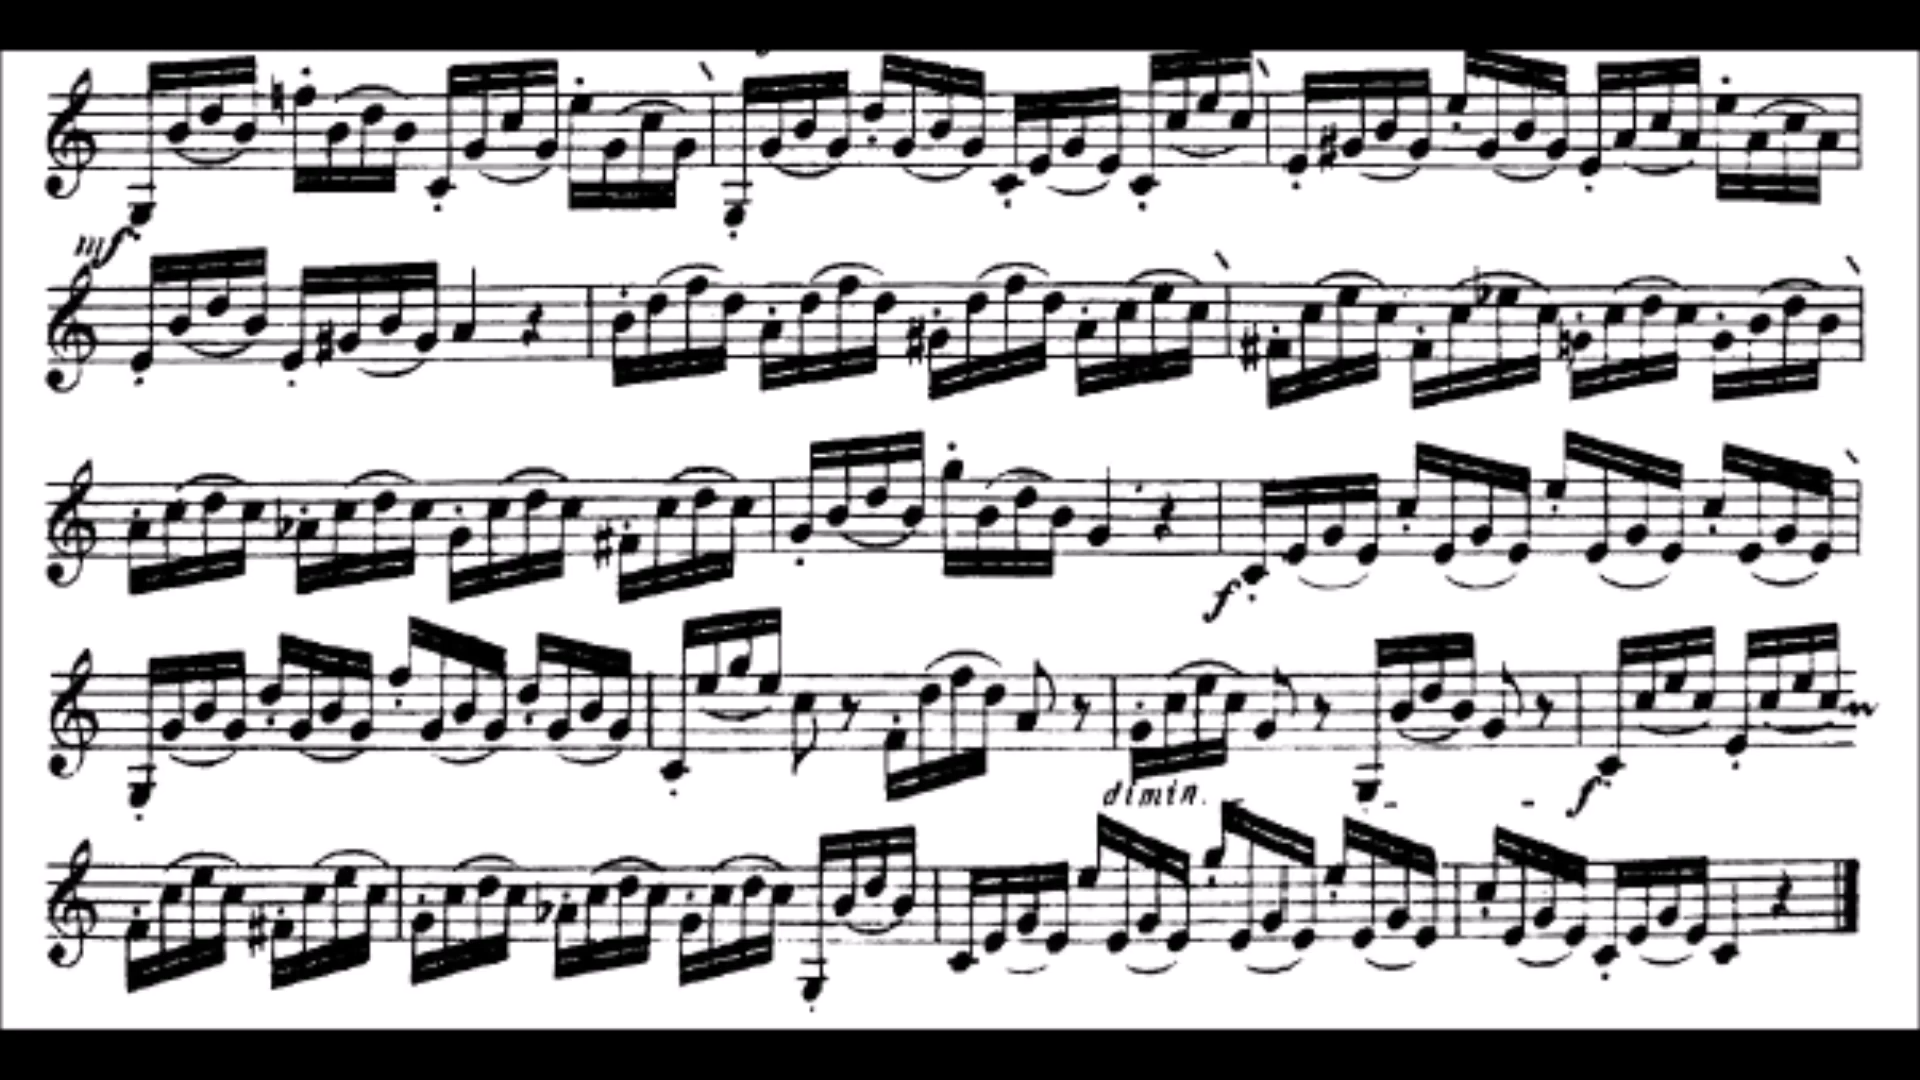 mf
f
dimin. - - - f